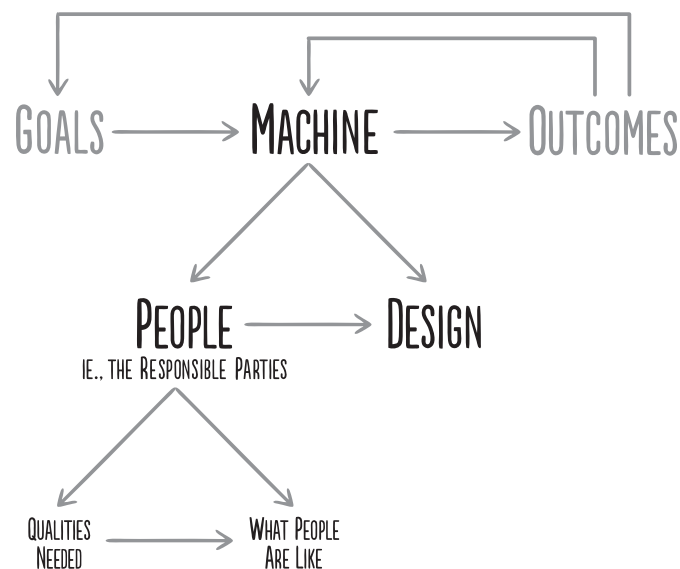 GOALS
MACHINE
OUTCOMES
PEOPLE
DESIGN
IE., THE RESPONSIBLE PARTIES
QUALITIES
NEEDED
WHAT PEOPLE
ARE LIKE